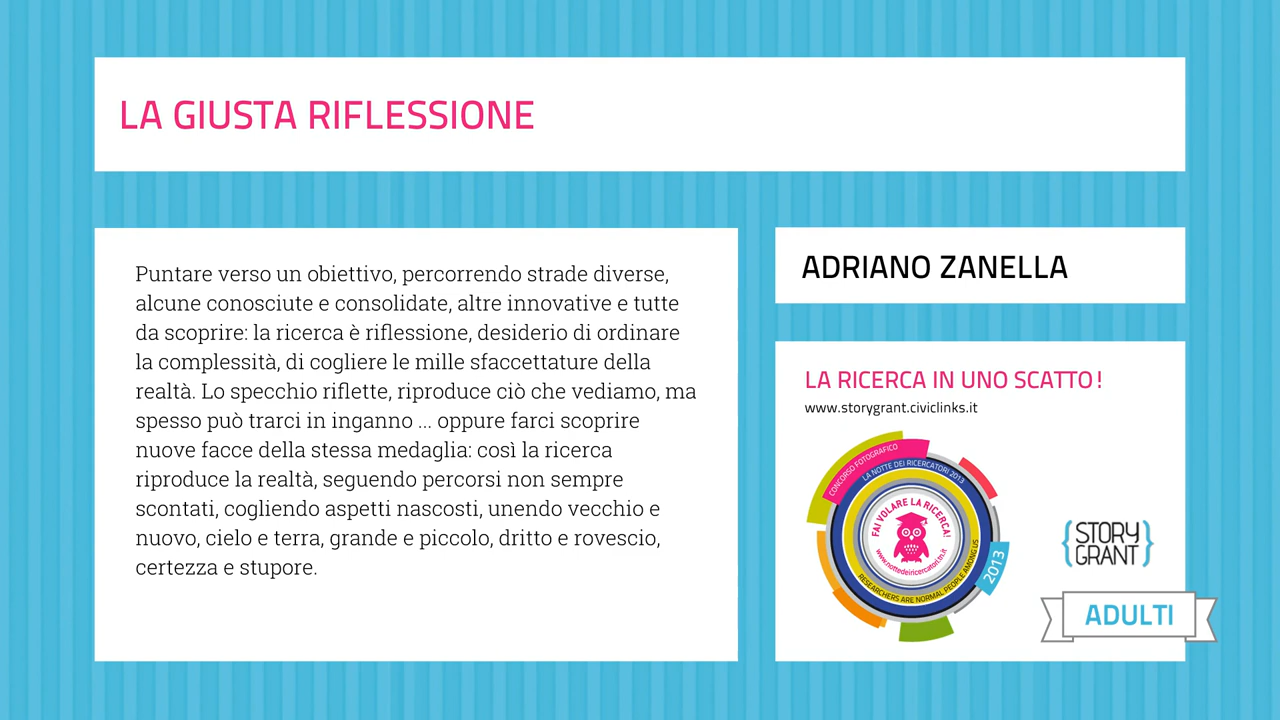 LA GIUSTA RIFLESSIONE
Puntare verso un obiettivo, percorrendo strade diverse,
alcune conosciute e consolidate, altre innovative e tutte
da scoprire: la ricerca è riflessione, desiderio di ordinare
la complessità, di cogliere le mille sfaccettature della
realtà. Lo specchio riflette, riproduce ciò che vediamo, ma
spesso può trarci in inganno ... oppure farci scoprire
nuove facce della stessa medaglia: così la ricerca
riproduce la realtà, seguendo percorsi non sempre
scontati, cogliendo aspetti nascosti, unendo vecchio e
nuovo, cielo e terra, grande e piccolo, dritto e rovescio,
certezza e stupore.
ADRIANO ZANELLA
LA RICERCA IN UNO SCATTO!
www.storygrant.civiclinks.it
CONCORSO FOTOGRAFICO
LA NOTTE DEI RICERCATORI 2013
FAI VOLARE LA RICERCA!
www.nottedeiricercatori.tn.it
RESEARCHERS ARE NORMAL PEOPLE AMONG US
2013
{STORY
GRANT}
ADULTI